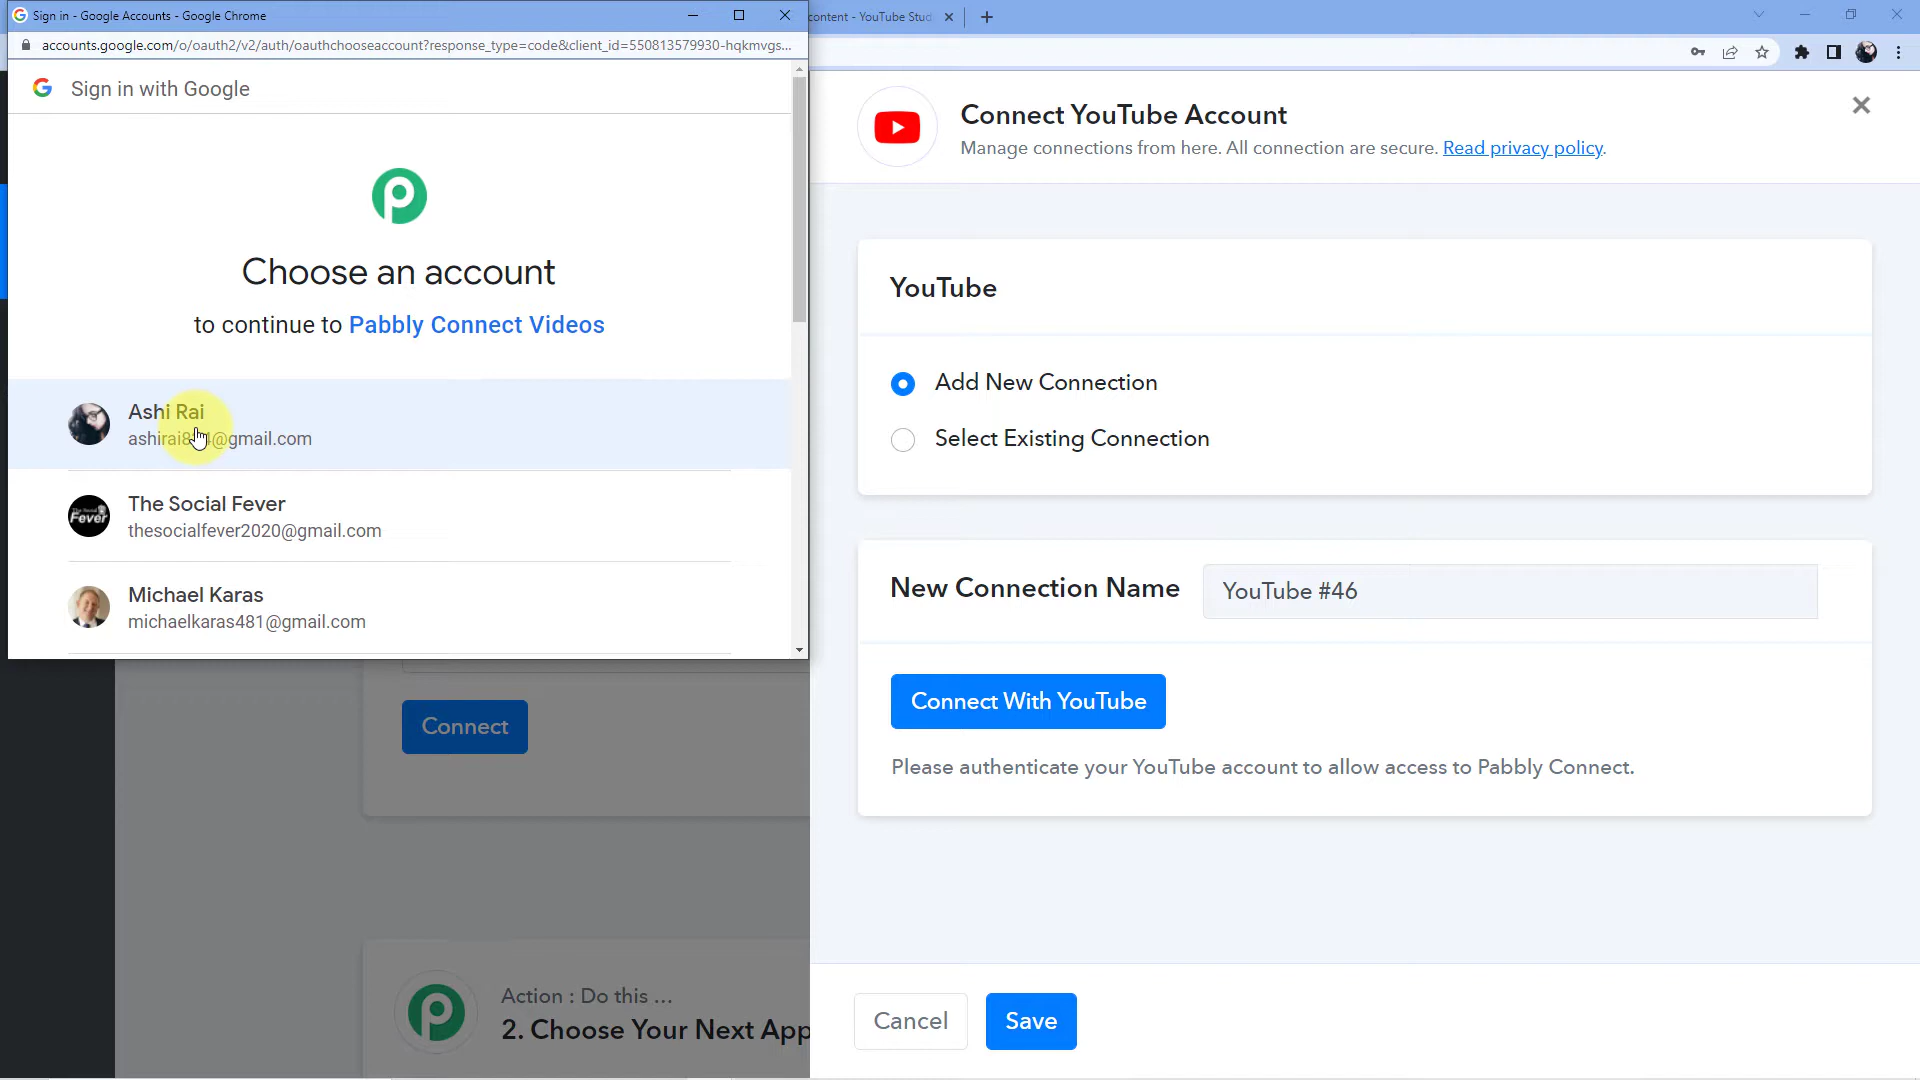 Sign in - Google Accounts - Google Chrome
content - YouTube Stud
accounts.google.com/o/oauth2/v2/auth/oauthchooseaccount?response_type=code&client_id=550813579930-hqkmvgs...
Sign in with Google
Choose an account
to continue to Pabbly Connect Videos
Ashi Rai
The Social Fever
thesocialfever2020@gmail.com
Michael Karas
michaelkaras481@gmail.com
Connect
Action : Do this ...
2. Choose Your Next App
Connect YouTube Account
Manage connections from here. All connection are secure. Read privacy policy.
YouTube
Add New Connection
Select Existing Connection
New Connection Name
YouTube #46
Connect With YouTube
Please authenticate your YouTube account to allow access to Pabbly Connect.
Cancel
Save